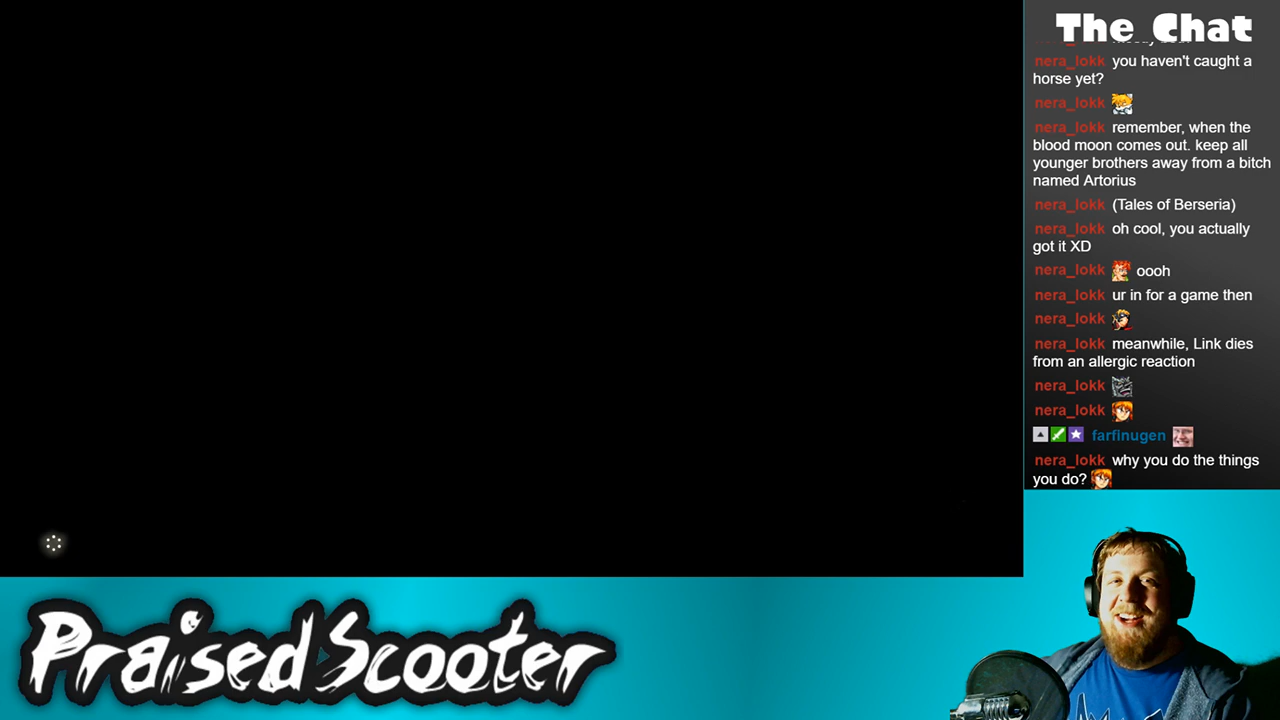 The Chat
nera_lokk you haven't caught a
horse yet?
nera_lokk
nera_lokk remember, when the
blood moon comes out. keep all
younger brothers away from a bitch
named Artorius
nera_lokk (Tales of Berseria)
nera_lokk oh cool, you actually
got it XD
nera_lokk oooh
nera_lokk ur in for a game then
nera_lokk
nera_lokk meanwhile, Link dies
from an allergic reaction
nera_lokk
nera_lokk
farfinugen
nera_lokk why you do the things
you do?
PraisedScooter